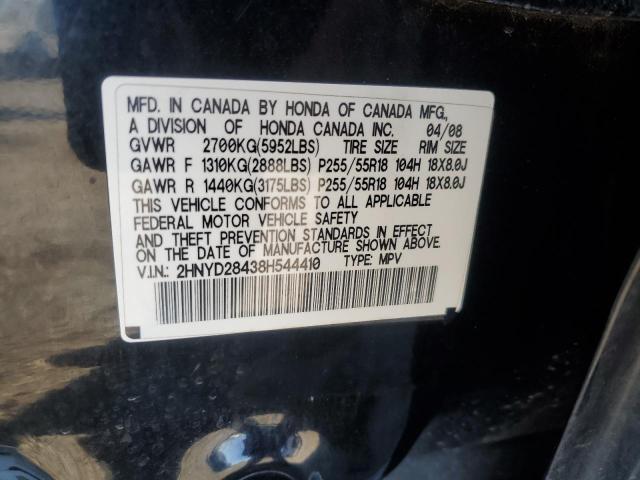 MFD. IN CANADA BY HONDA OF CANADA MFG.,
A DIVISION OF HONDA CANADA INC. 04/08
GVWR 2700KG(5952LBS) TIRE SIZE RIM SIZE
GAWR F 1310KG(2888LBS) P255/55R18 104H 18X8.0J
GAWR R 1440KG(3175LBS) P255/55R18 104H 18X8.0J
THIS VEHICLE CONFORMS TO ALL APPLICABLE
FEDERAL MOTOR VEHICLE SAFETY
AND THEFT PREVENTION STANDARDS IN EFFECT
ON THE DATE OF MANUFACTURE SHOWN ABOVE.
V.I.N.: 2HNYD28438H544410 TYPE: MPV